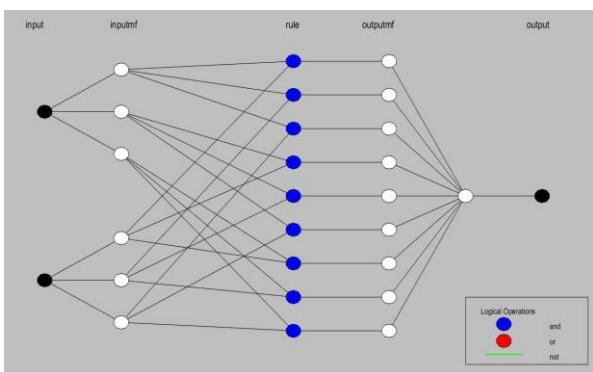 input inputmf rule outputmf output
Logical Operations
and
or
not